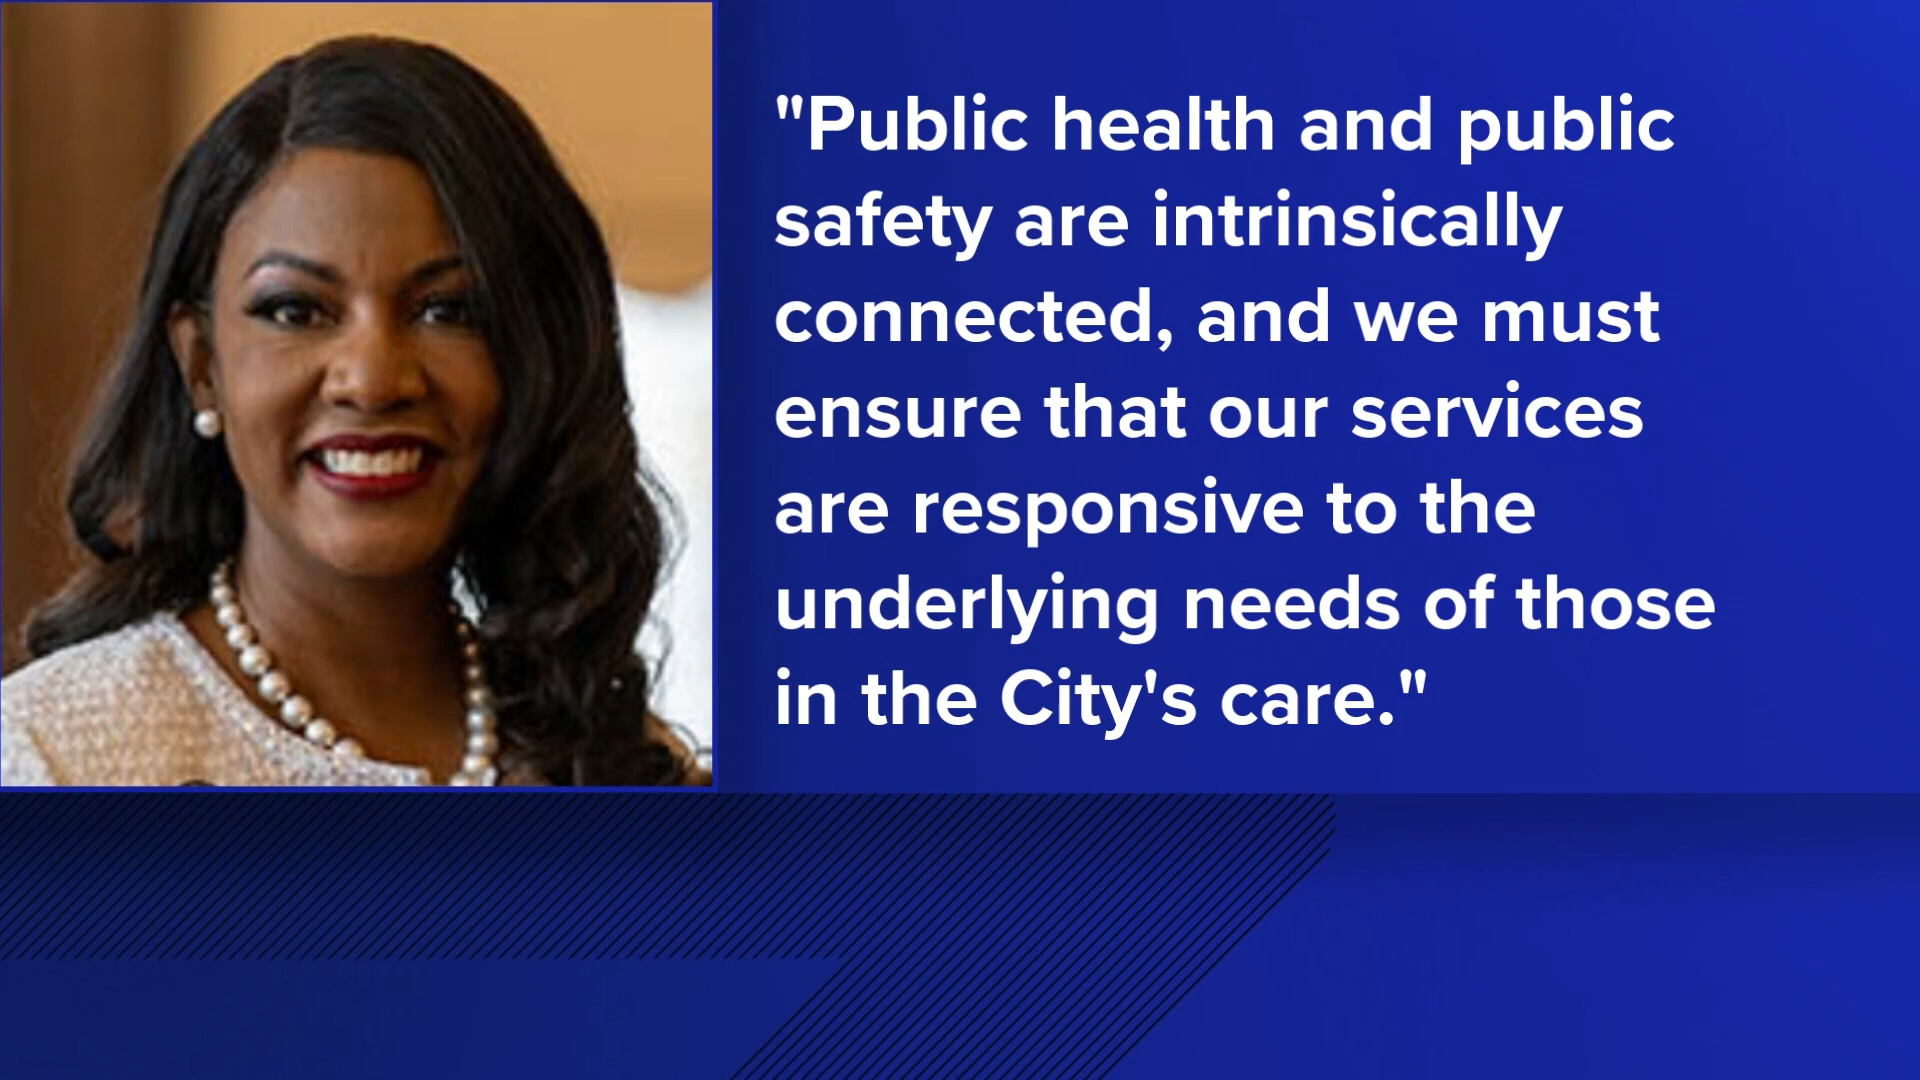 "Public health and public
safety are intrinsically
connected, and we must
ensure that our services
are responsive to the
underlying needs of those
in the City's care."